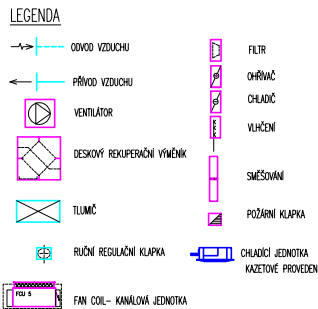 LEGENDA
ODVOD VZDUCHU
PŘÍVOD VZDUCHU
VENTILÁTOR
DESKOVÝ REKUPERAČNÍ VÝMĚNÍK
TLUMIČ
RUČNÍ REGULAČNÍ KLAPKA
FCU 5
FAN COIL- KANÁLOVÁ JEDNOTKA
FILTR
OHŘÍVAČ
CHLADIČ
VLHČENÍ
SMĚŠOVÁNÍ
POŽÁRNÍ KLAPKA
CHLADÍCÍ JEDNOTKA
KAZETOVÉ PROVEDEN